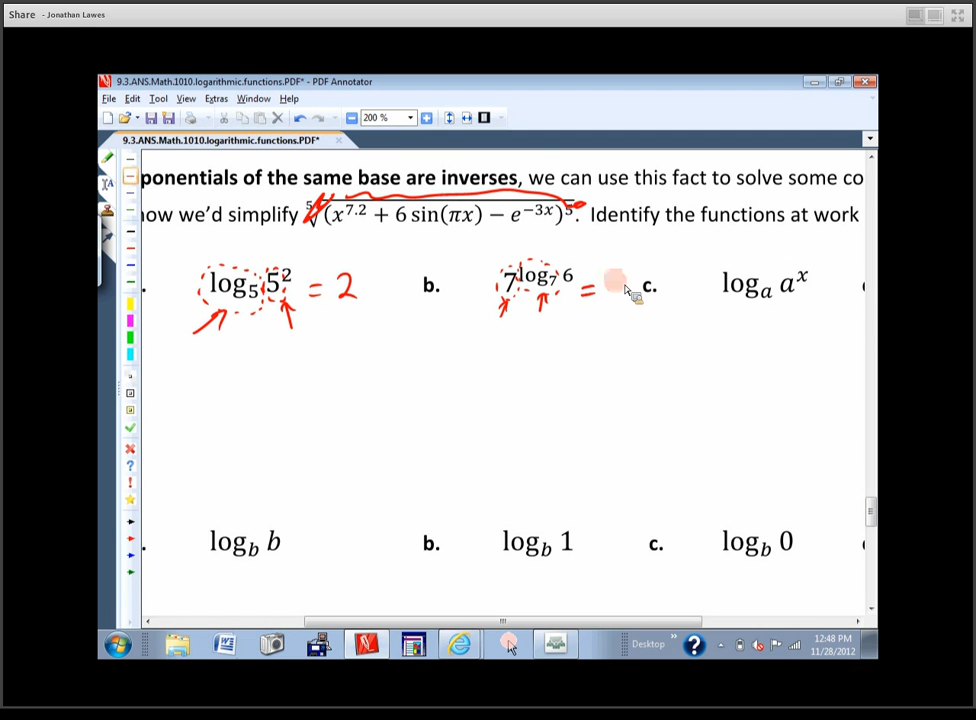 Share - Jonathan Lawes
9.3.ANS.Math.1010.logarithmic.functions.PDF* - PDF Annotator
File Edit Tool View Extras Window Help
200 %
9.3.ANS.Math.1010.logarithmic.functions.PDF*
ponentials of the same base are inverses, we can use this fact to solve some co
ow we'd simplify ⁵√(x^7.2 + 6 sin(πx) − e^−3x)^5. Identify the functions at work
. log₅ 5² = 2 b. 7^log₇ 6 = c. logₐ aˣ
. log_b b b. log_b 1 c. log_b 0
Desktop » 12:48 PM
11/28/2012